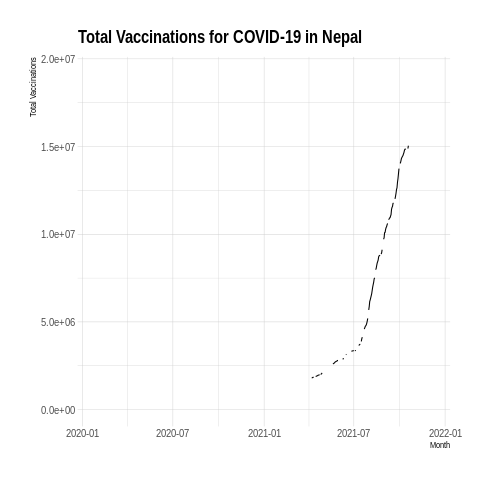 Total Vaccinations for COVID-19 in Nepal
Total Vaccinations
2.0e+07
1.5e+07
1.0e+07
5.0e+06
0.0e+00
2020-01 2020-07 2021-01 2021-07 2022-01
Month